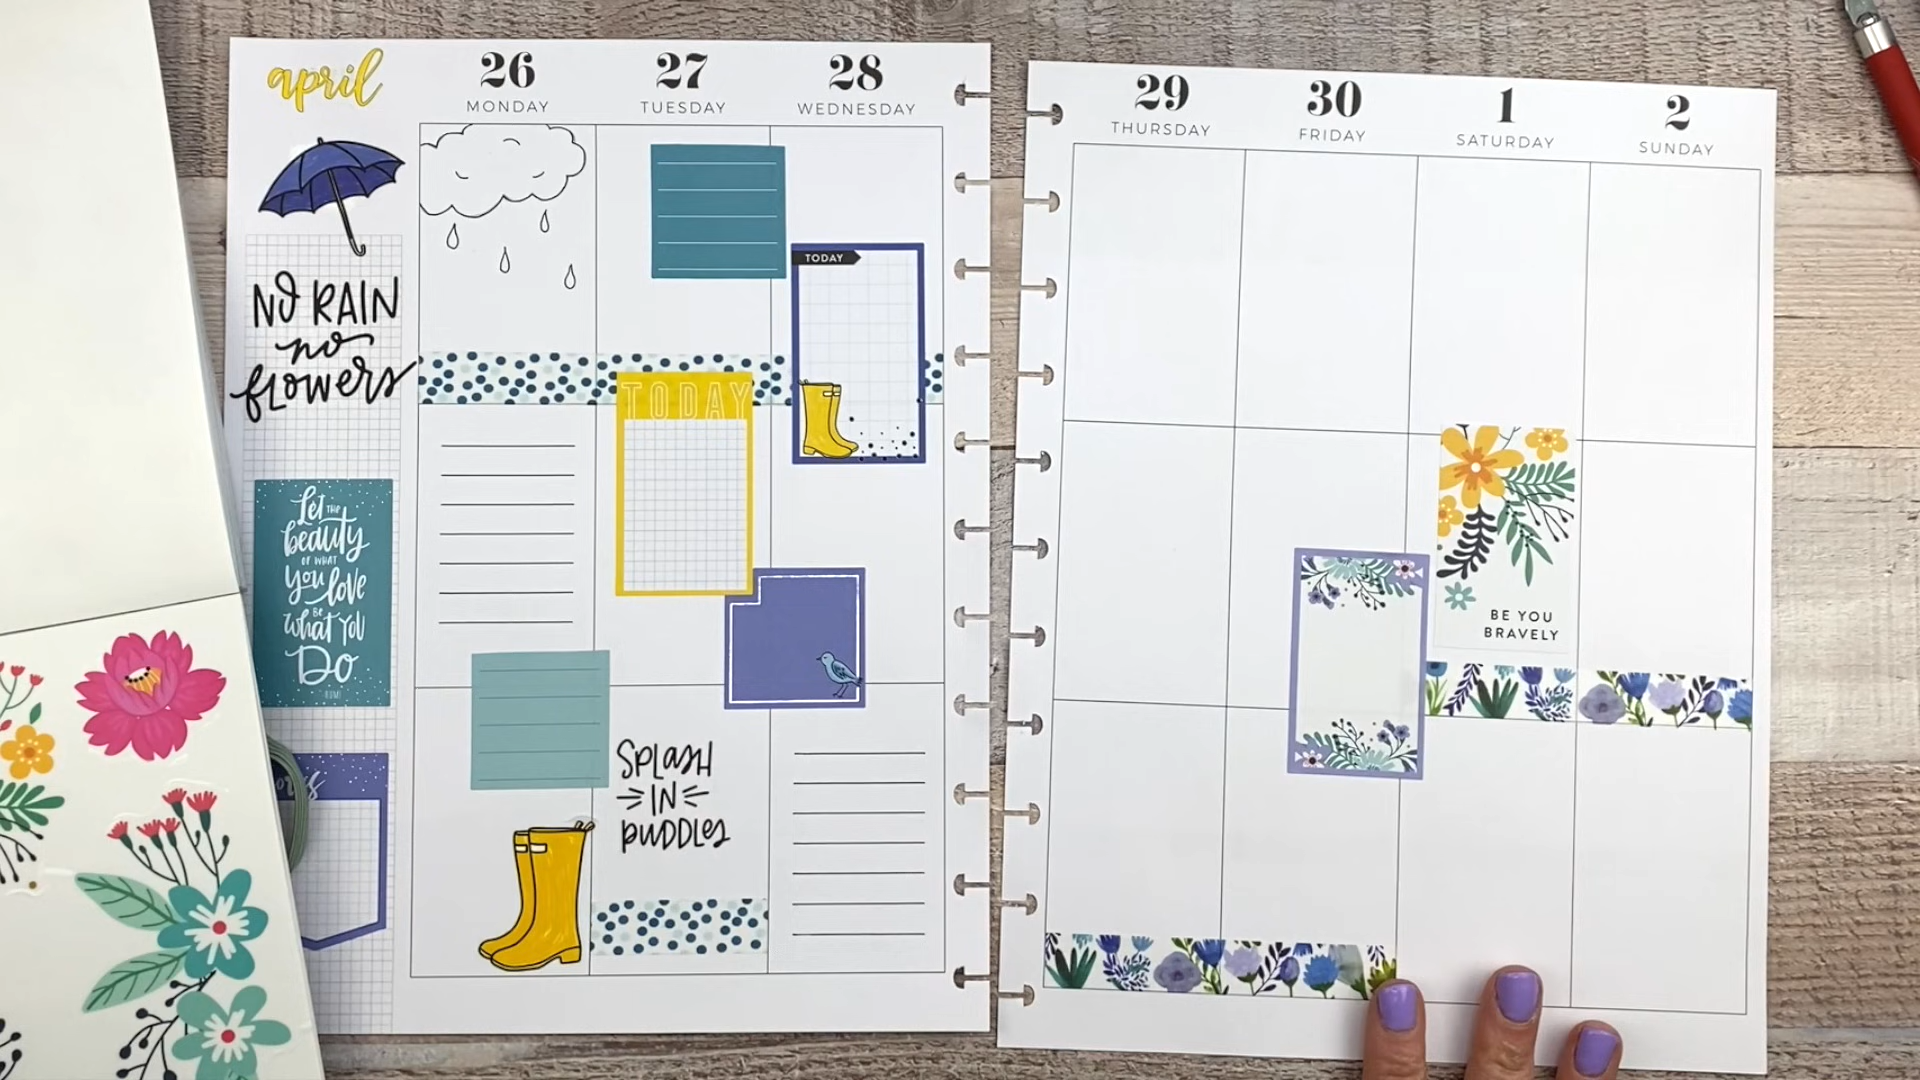 april
26
MONDAY
27
TUESDAY
28
WEDNESDAY
NO RAIN
no
flowers
TODAY
TODAY
Let THE
beauty
OF WHAT
You love
BE
What You
Do
RUMI
SPLASH
IN
PUDDLES
29
THURSDAY
30
FRIDAY
1
SATURDAY
2
SUNDAY
BE YOU
BRAVELY